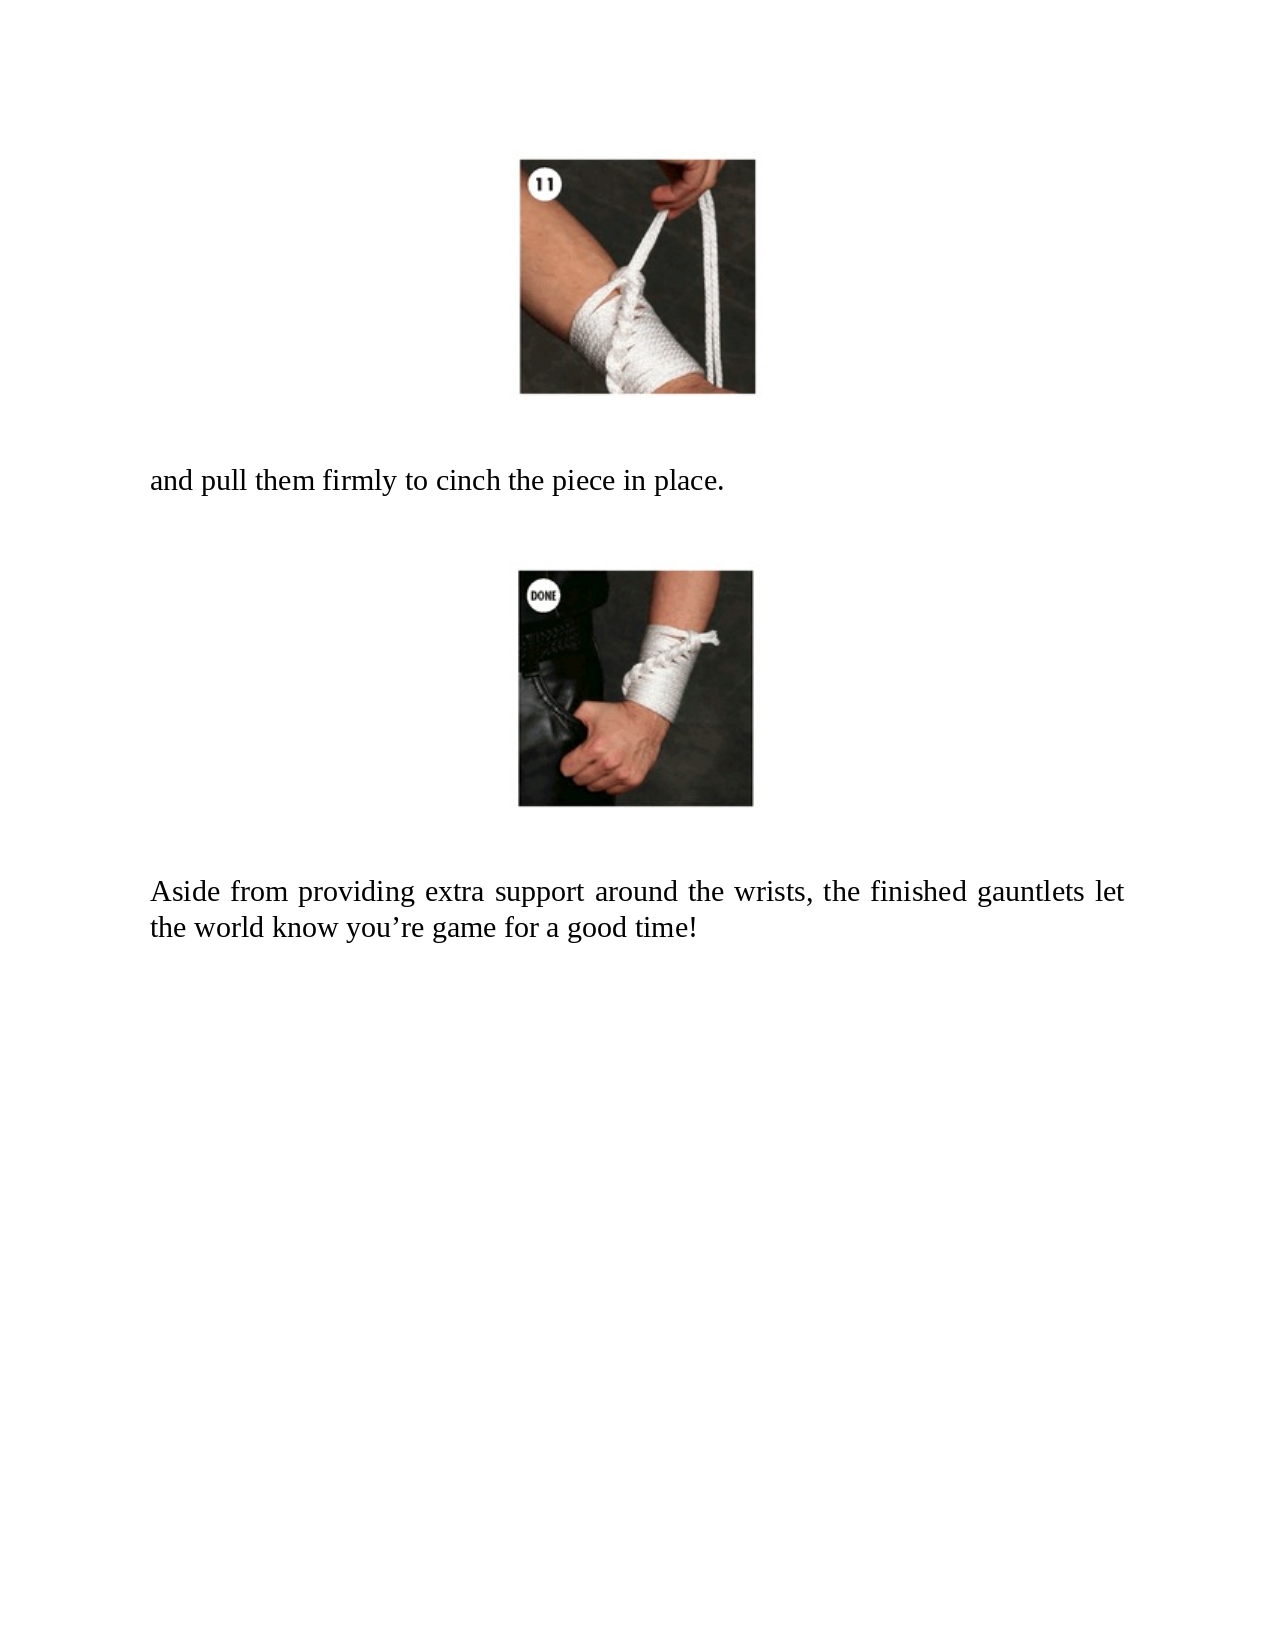 11
and pull them firmly to cinch the piece in place.
DONE
Aside from providing extra support around the wrists, the finished gauntlets let
the world know you’re game for a good time!